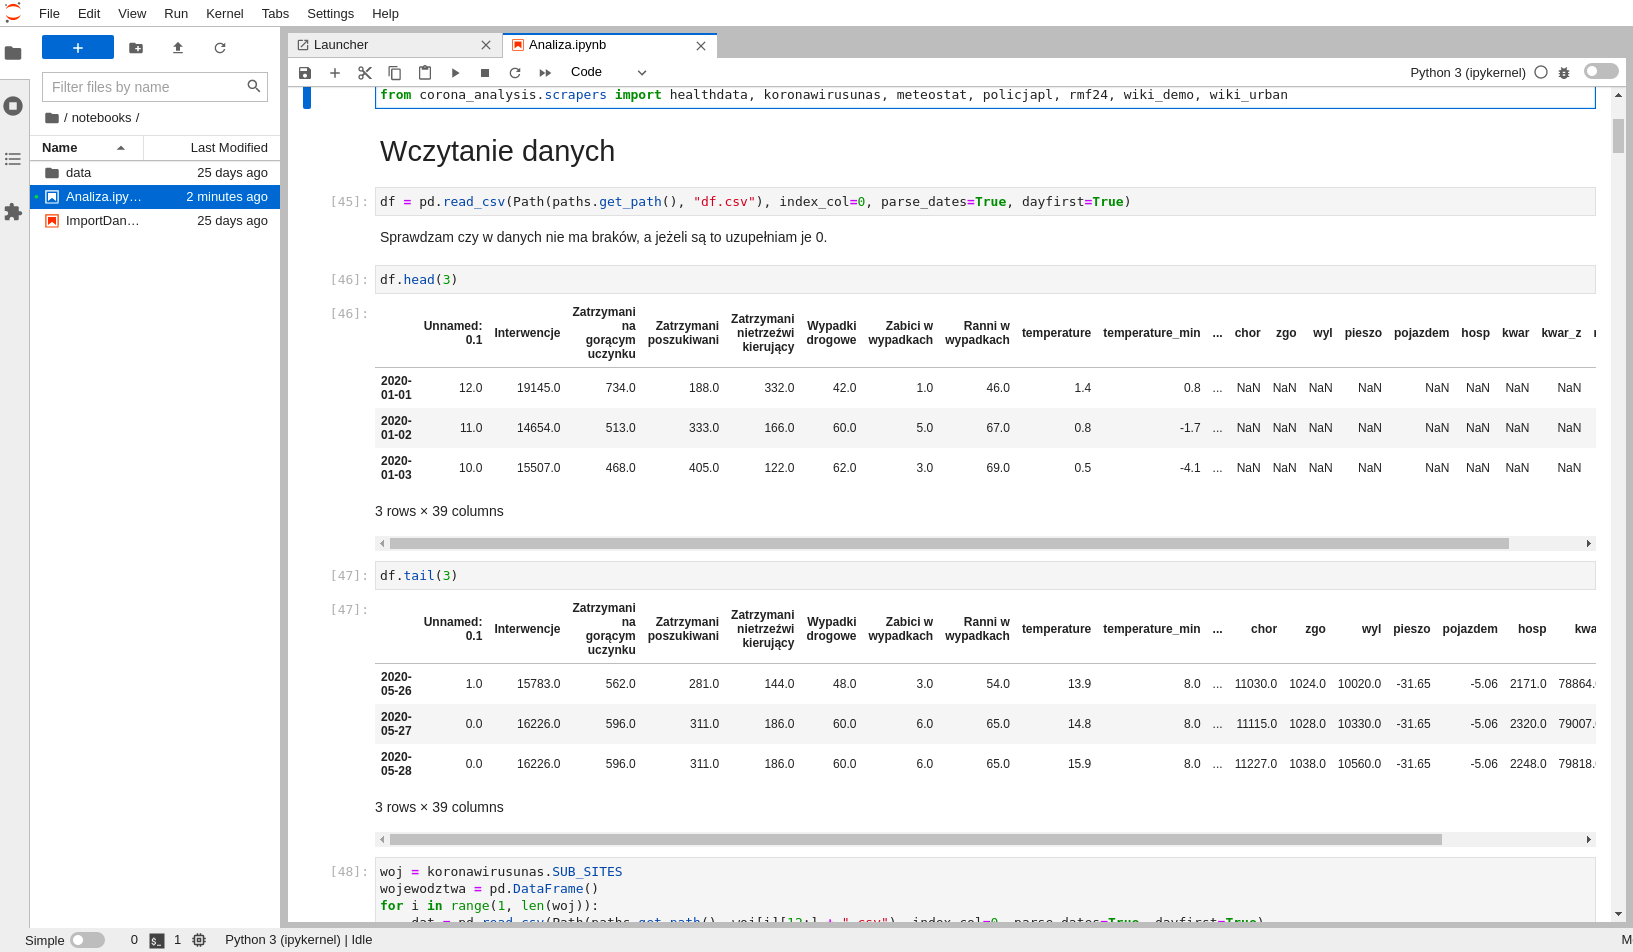 File Edit View Run Kernel Tabs Settings Help
Launcher
Analiza.ipynb
Code
Python 3 (ipykernel)
Filter files by name
/ notebooks /
Name Last Modified
data 25 days ago
Analiza.ipy… 2 minutes ago
ImportDan… 25 days ago
from corona_analysis.scrapers import healthdata, koronawirusunas, meteostat, policjapl, rmf24, wiki_demo, wiki_urban
Wczytanie danych
[45]: df = pd.read_csv(Path(paths.get_path(), "df.csv"), index_col=0, parse_dates=True, dayfirst=True)
Sprawdzam czy w danych nie ma braków, a jeżeli są to uzupełniam je 0.
[46]: df.head(3)
[46]:
Unnamed: 0.1 Interwencje Zatrzymani na gorącym uczynku Zatrzymani poszukiwani Zatrzymani nietrzeźwi kierujący Wypadki drogowe Zabici w wypadkach Ranni w wypadkach temperature temperature_min ... chor zgo wyl pieszo pojazdem hosp kwar kwar_z
2020-01-01 12.0 19145.0 734.0 188.0 332.0 42.0 1.0 46.0 1.4 0.8 ... NaN NaN NaN NaN NaN NaN NaN NaN
2020-01-02 11.0 14654.0 513.0 333.0 166.0 60.0 5.0 67.0 0.8 -1.7 ... NaN NaN NaN NaN NaN NaN NaN NaN
2020-01-03 10.0 15507.0 468.0 405.0 122.0 62.0 3.0 69.0 0.5 -4.1 ... NaN NaN NaN NaN NaN NaN NaN NaN
3 rows × 39 columns
[47]: df.tail(3)
[47]:
Unnamed: 0.1 Interwencje Zatrzymani na gorącym uczynku Zatrzymani poszukiwani Zatrzymani nietrzeźwi kierujący Wypadki drogowe Zabici w wypadkach Ranni w wypadkach temperature temperature_min ... chor zgo wyl pieszo pojazdem hosp kwa
2020-05-26 1.0 15783.0 562.0 281.0 144.0 48.0 3.0 54.0 13.9 8.0 ... 11030.0 1024.0 10020.0 -31.65 -5.06 2171.0 78864.
2020-05-27 0.0 16226.0 596.0 311.0 186.0 60.0 6.0 65.0 14.8 8.0 ... 11115.0 1028.0 10330.0 -31.65 -5.06 2320.0 79007.
2020-05-28 0.0 16226.0 596.0 311.0 186.0 60.0 6.0 65.0 15.9 8.0 ... 11227.0 1038.0 10560.0 -31.65 -5.06 2248.0 79818.
3 rows × 39 columns
[48]: woj = koronawirusunas.SUB_SITES
wojewodztwa = pd.DataFrame()
for i in range(1, len(woj)):
dat = pd.read_csv(Path(paths.get_path(), woj[i][12:] + ".csv"), index_col=0, parse_dates=True, dayfirst=True)
Simple 0 1 Python 3 (ipykernel) | Idle M